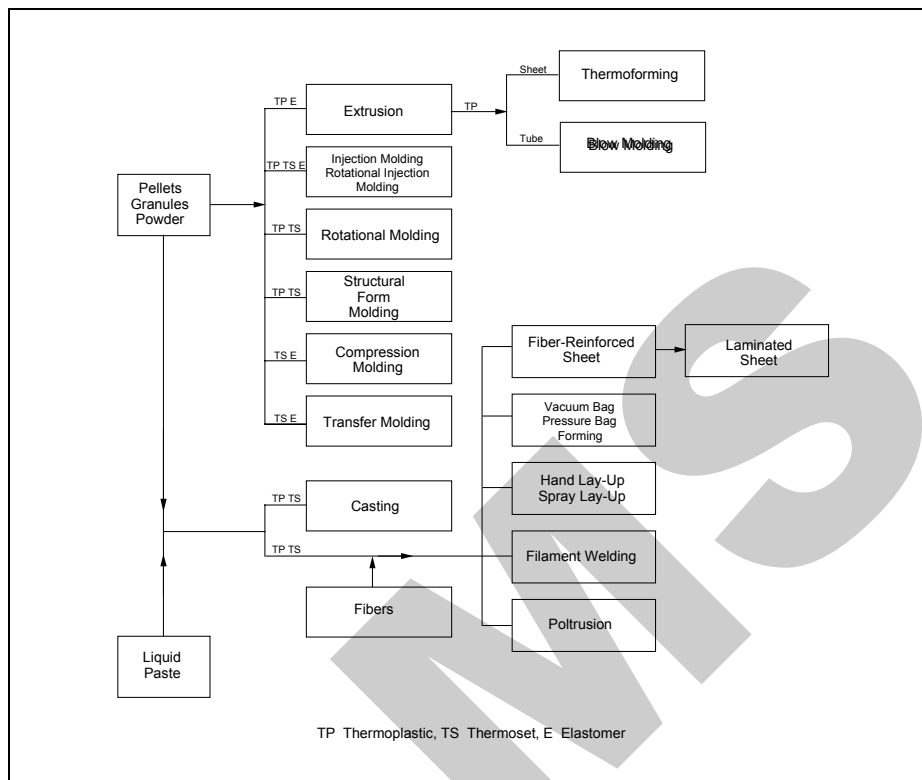 Sheet
Thermoforming
TP E
Extrusion
TP
Tube
Blow Molding
TP TS E
Injection Molding
Rotational Injection
Molding
Pellets
Granules
Powder
TP TS
Rotational Molding
TP TS
Structural
Form
Molding
TS E
Compression
Molding
TS E
Transfer Molding
Fiber-Reinforced
Sheet
Laminated
Sheet
Vacuum Bag
Pressure Bag
Forming
Hand Lay-Up
Spray Lay-Up
TP TS
Casting
TP TS
Filament Welding
Fibers
Poltrusion
Liquid
Paste
MS
TP Thermoplastic, TS Thermoset, E Elastomer